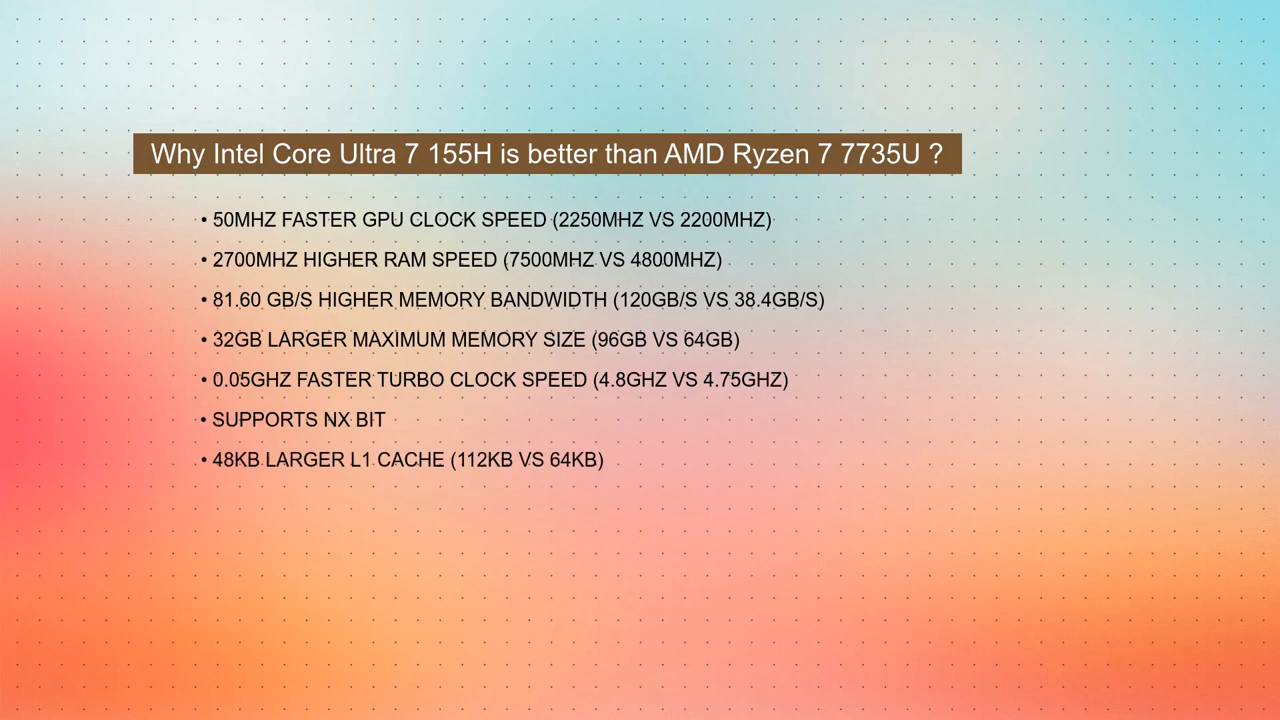 Why Intel Core Ultra 7 155H is better than AMD Ryzen 7 7735U ?
• 50MHZ FASTER GPU CLOCK SPEED (2250MHZ VS 2200MHZ)
• 2700MHZ HIGHER RAM SPEED (7500MHZ VS 4800MHZ)
• 81.60 GB/S HIGHER MEMORY BANDWIDTH (120GB/S VS 38.4GB/S)
• 32GB LARGER MAXIMUM MEMORY SIZE (96GB VS 64GB)
• 0.05GHZ FASTER TURBO CLOCK SPEED (4.8GHZ VS 4.75GHZ)
• SUPPORTS NX BIT
• 48KB LARGER L1 CACHE (112KB VS 64KB)